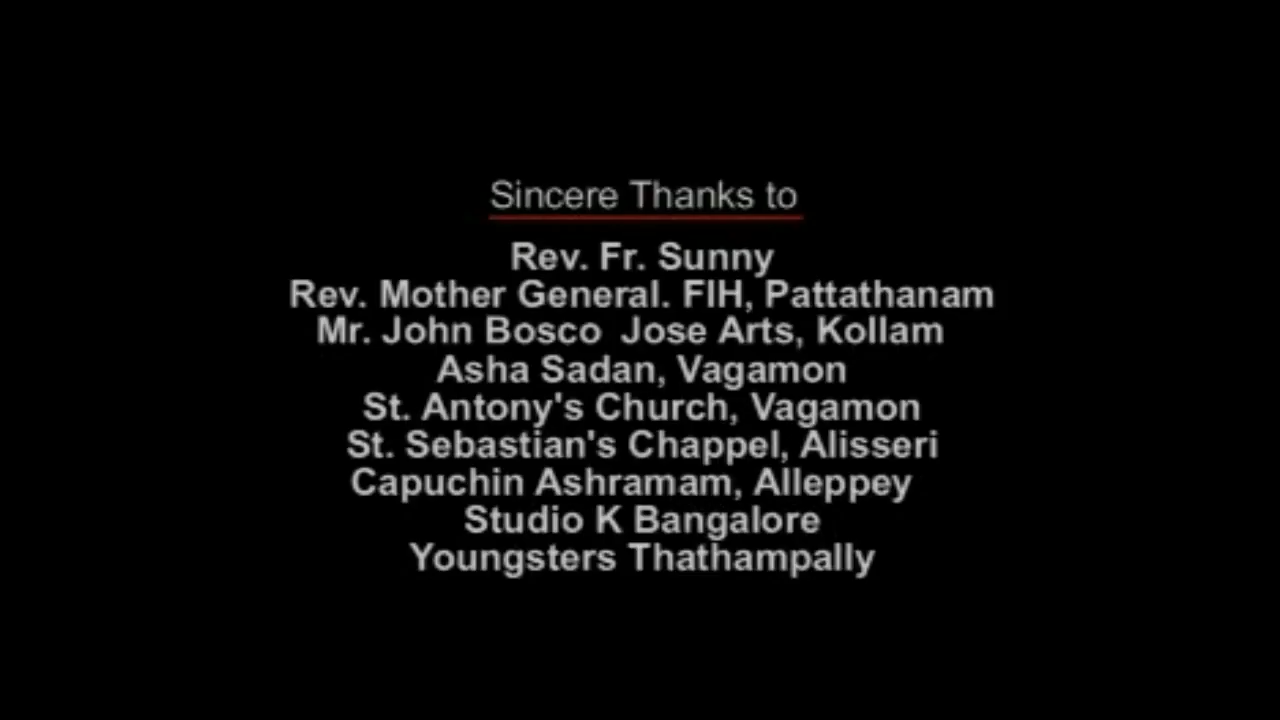 Sincere Thanks to
Rev. Fr. Sunny
Rev. Mother General. FIH, Pattathanam
Mr. John Bosco  Jose Arts, Kollam
Asha Sadan, Vagamon
St. Antony's Church, Vagamon
St. Sebastian's Chappel, Alisseri
Capuchin Ashramam, Alleppey
Studio K Bangalore
Youngsters Thathampally